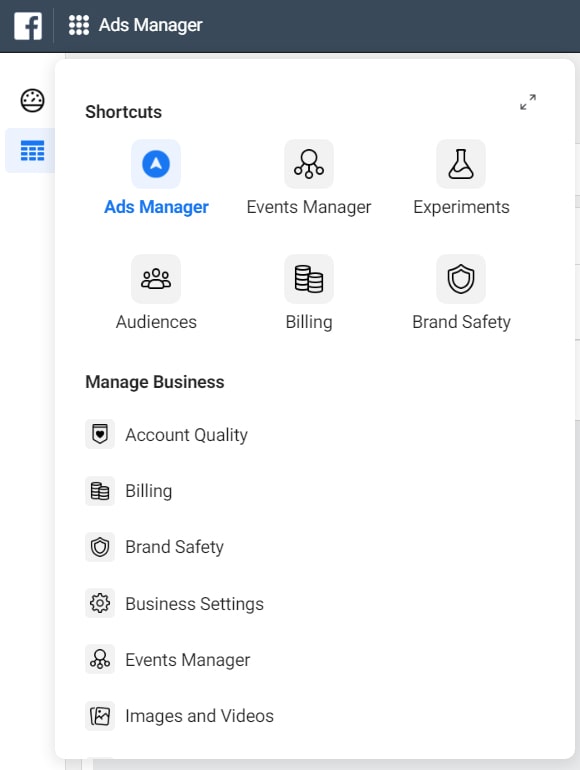 Ads Manager
Shortcuts
Ads Manager Events Manager Experiments
Audiences Billing Brand Safety
Manage Business
Account Quality
Billing
Brand Safety
Business Settings
Events Manager
Images and Videos